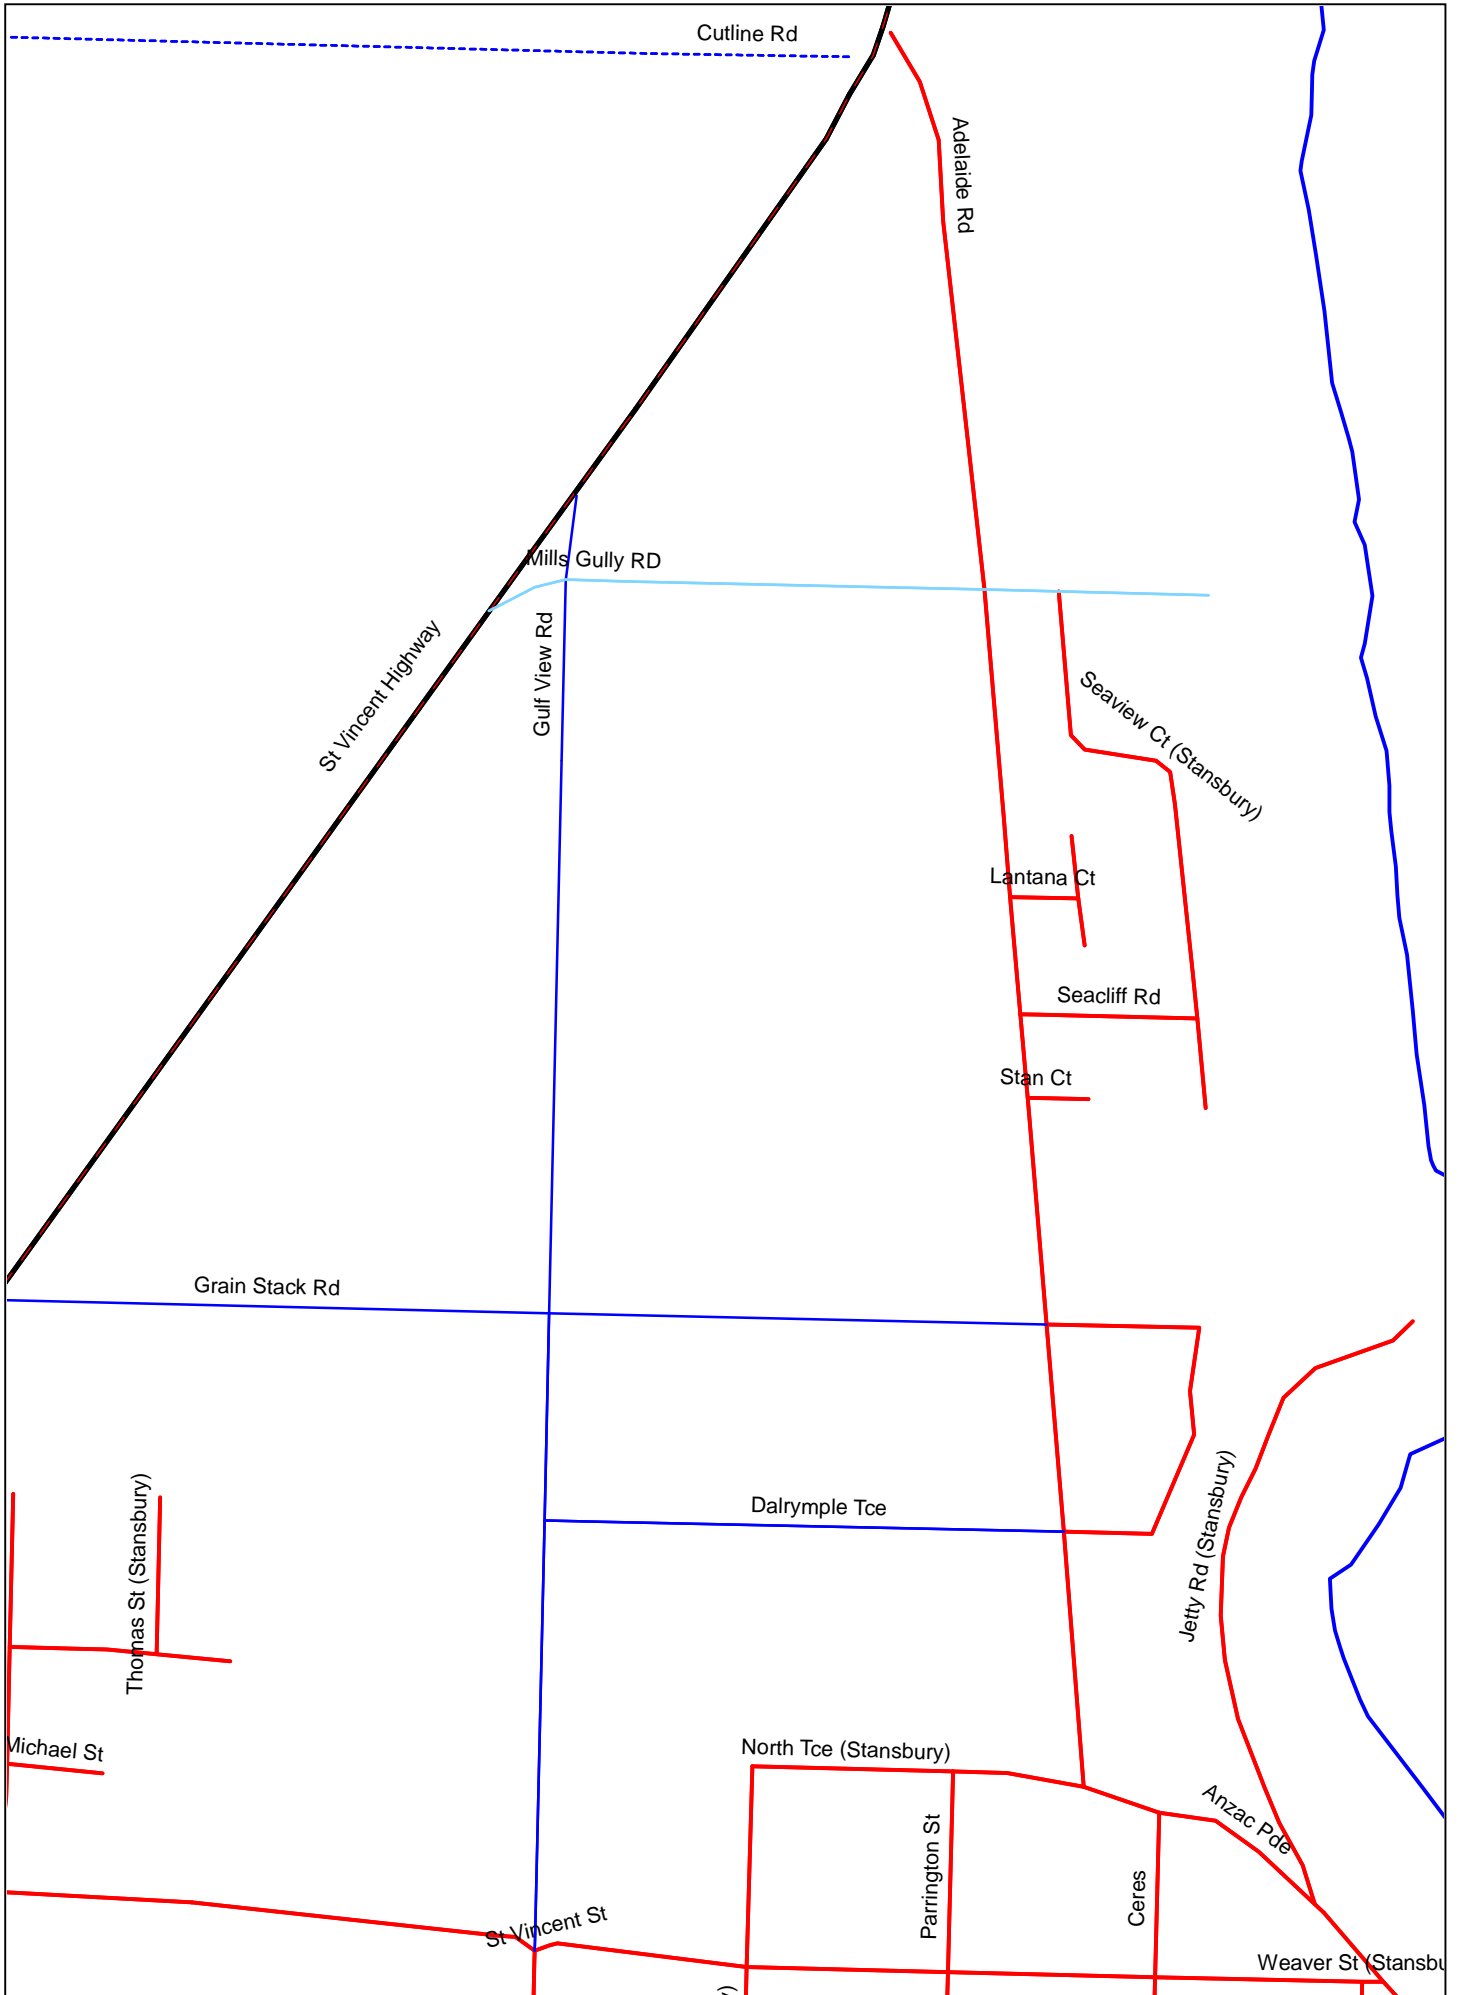 Cutline Rd
Adelaide Rd
Mills Gully RD
Gulf View Rd
St Vincent Highway
Seaview Ct (Stansbury)
Lantana Ct
Seacliff Rd
Stan Ct
Grain Stack Rd
Thomas St (Stansbury)
Dalrymple Tce
Jetty Rd (Stansbury)
Michael St
North Tce (Stansbury)
Anzac Pde
Parrington St
Ceres
St Vincent St
Weaver St (Stansbu